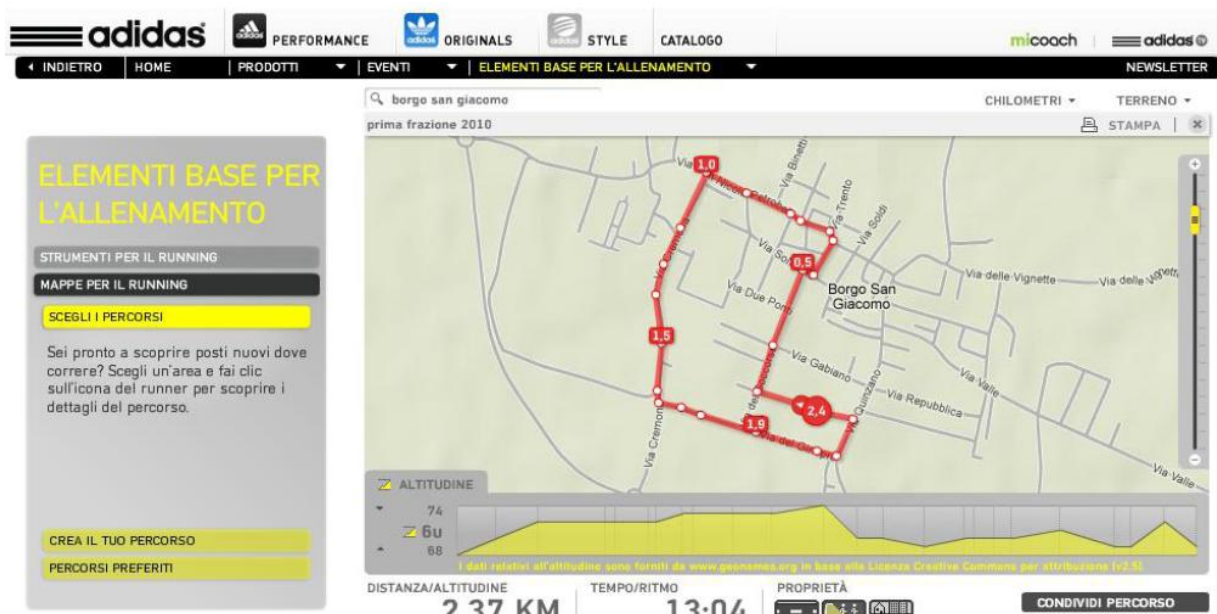 adidas
PERFORMANCE
ORIGINALS
STYLE
CATALOGO
micoach
adidas
INDIETRO
HOME
PRODOTTI
EVENTI
ELEMENTI BASE PER L'ALLENAMENTO
NEWSLETTER
borgo san giacomo
CHILOMETRI
TERRENO
prima frazione 2010
STAMPA
ELEMENTI BASE PER
L'ALLENAMENTO
STRUMENTI PER IL RUNNING
MAPPE PER IL RUNNING
SCEGLI I PERCORSI
Sei pronto a scoprire posti nuovi dove
correre? Scegli un'area e fai clic
sull'icona del runner per scoprire i
dettagli del percorso.
CREA IL TUO PERCORSO
PERCORSI PREFERITI
1,0
Via Binetti
Via Trento
Via Soldi
0,5
Borgo San
Giacomo
Via delle Vignette
Via delle Vignette
Via Due Ponti
1,5
Via Gabiano
Via Repubblica
Via Valle
Via Quinzano
2,4
1,9
Via Cremona
Via Valle
ALTITUDINE
74
6u
68
I dati relativi all'altitudine sono forniti da www.geonames.org in base alla Licenza Creative Commons per attribuzione [v2.5]
DISTANZA/ALTITUDINE
2,37 KM
TEMPO/RITMO
13:04
PROPRIETÀ
CONDIVIDI PERCORSO